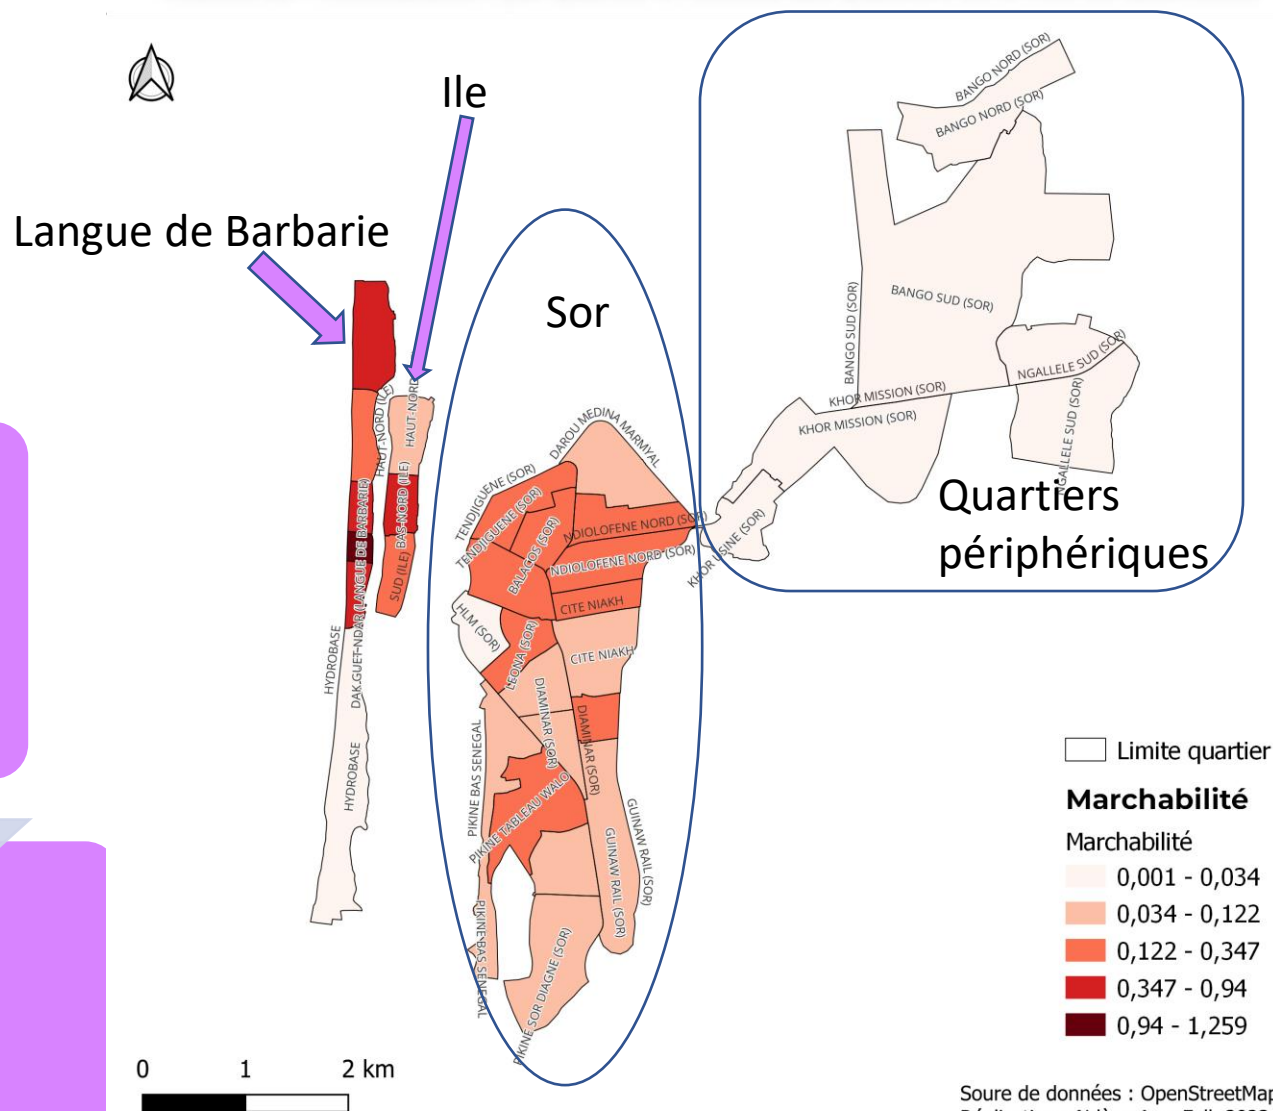 Ile
Langue de Barbarie
Sor
Quartiers
périphériques
BANGO NORD (SOR)
BANGO NORD (SOR)
BANGO SUD (SOR)
BANGO SUD (SOR)
NGALLELE SUD (SOR)
NGALLELE SUD (SOR)
KHOR MISSION (SOR)
KHOR MISSION (SOR)
KHOR USINE (SOR)
HAUT-NORD (ILE)
HAUT-NORD
BAS-NORD (ILE)
SUD (ILE)
DAK.GUET-NDAR (LANGUE DE BARBARIE)
HYDROBASE
HYDROBASE
DAROU MEDINA MARMYAL
TENDJIGUENE (SOR)
TENDJIGUENE (SOR)
BALACOS (SOR)
NDIOLOFENE NORD (SOR)
NDIOLOFENE NORD (SOR)
CITE NIAKH
CITE NIAKH
HLM (SOR)
LEONA (SOR)
DIAMINAR (SOR)
DIAMINAR (SOR)
PIKINE BAS SENEGAL
PIKINE TABLEAU WALO
GUINAW RAIL (SOR)
GUINAW RAIL (SOR)
PIKINE BAS SENEGAL
PIKINE SOR DIAGNE (SOR)
Limite quartier
Marchabilité
Marchabilité
0,001 - 0,034
0,034 - 0,122
0,122 - 0,347
0,347 - 0,94
0,94 - 1,259
0 1 2 km
Soure de données : OpenStreetMap